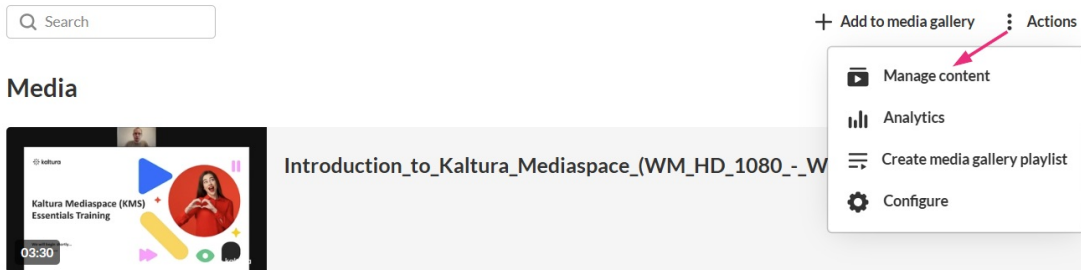 Search
Add to media gallery
Actions
Manage content
Media
Analytics
kaltura
Introduction_to_Kaltura_Mediaspace_(WM_HD_1080_-_W
Create media gallery playlist
Kaltura Mediaspace (KMS)
Essentials Training
Configure
03:30